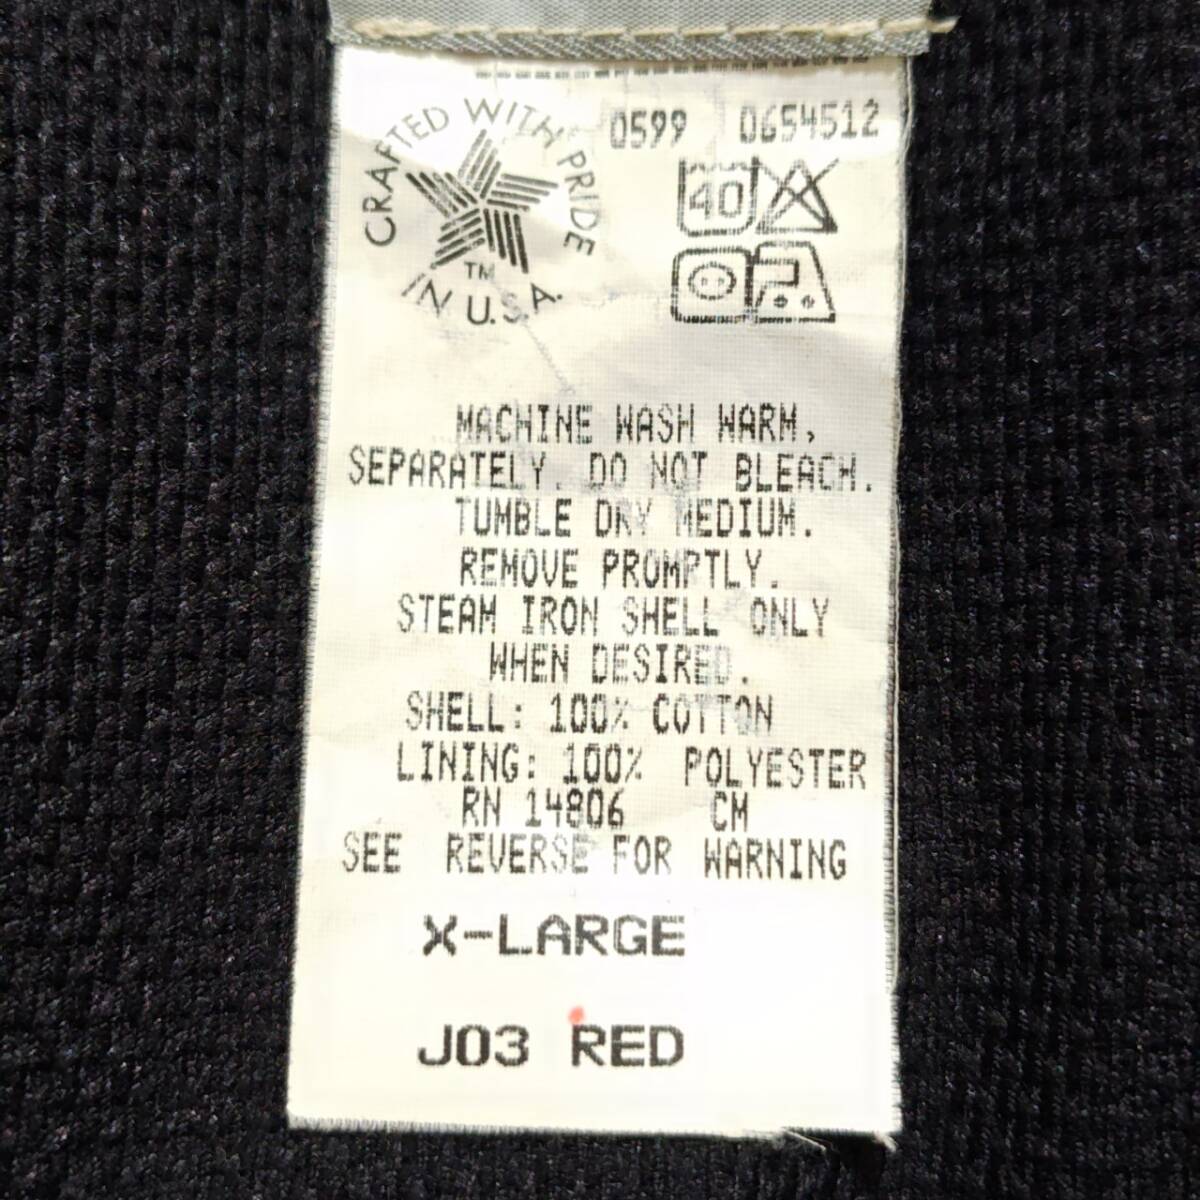 CRAFTED WITH PRIDE
TM
IN U.S.A.
0599 0654512
40
MACHINE WASH WARM,
SEPARATELY. DO NOT BLEACH.
TUMBLE DRY MEDIUM.
REMOVE PROMPTLY.
STEAM IRON SHELL ONLY
WHEN DESIRED.
SHELL: 100% COTTON
LINING: 100% POLYESTER
RN 14806 CM
SEE REVERSE FOR WARNING
X-LARGE
J03 RED